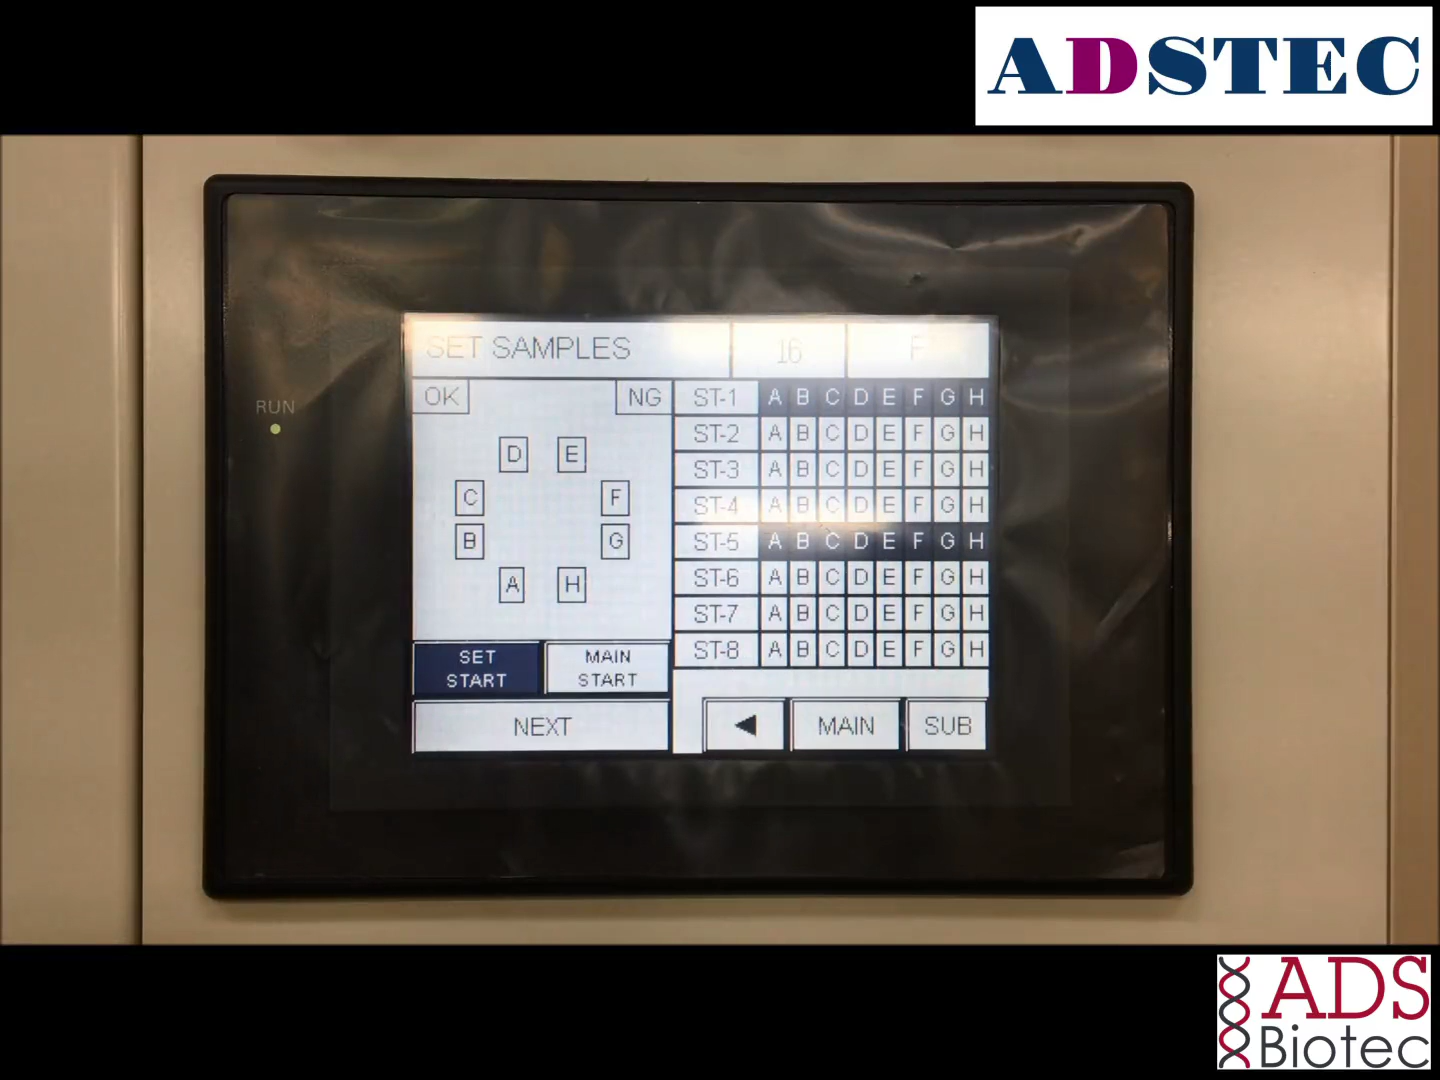 ADSTEC
RUN
SET SAMPLES 16 F
OK NG
D E
C F
B G
A H
SET START
MAIN START
NEXT
ST-1 A B C D E F G H
ST-2 A B C D E F G H
ST-3 A B C D E F G H
ST-4 A B C D E F G H
ST-5 A B C D E F G H
ST-6 A B C D E F G H
ST-7 A B C D E F G H
ST-8 A B C D E F G H
◀ MAIN SUB
ADS
Biotec